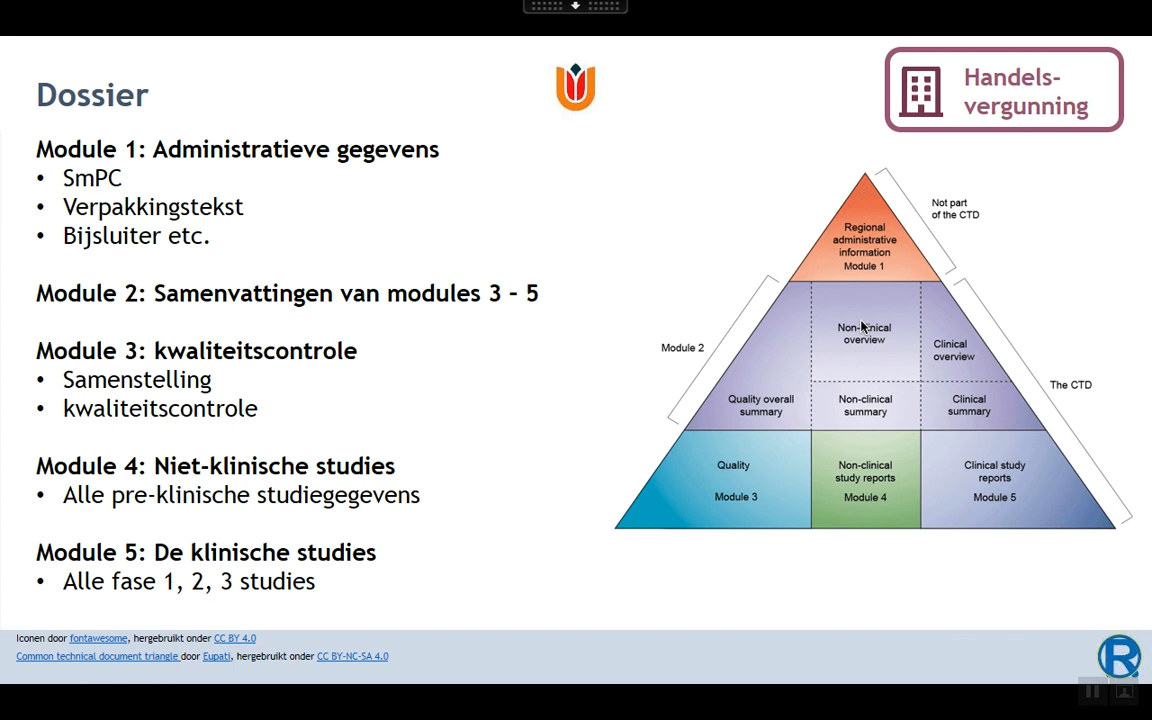 Dossier
Handels-
vergunning
Module 1: Administratieve gegevens
• SmPC
• Verpakkingstekst
• Bijsluiter etc.
Module 2: Samenvattingen van modules 3 – 5
Module 3: kwaliteitscontrole
• Samenstelling
• kwaliteitscontrole
Module 4: Niet-klinische studies
• Alle pre-klinische studiegegevens
Module 5: De klinische studies
• Alle fase 1, 2, 3 studies
Not part
of the CTD
Regional
administrative
information
Module 1
Module 2
Non-clinical
overview
Clinical
overview
The CTD
Quality overall
summary
Non-clinical
summary
Clinical
summary
Quality
Module 3
Non-clinical
study reports
Module 4
Clinical study
reports
Module 5
Iconen door fontawesome, hergebruikt onder CC BY 4.0
Common technical document triangle door Eupati, hergebruikt onder CC BY-NC-SA 4.0
R